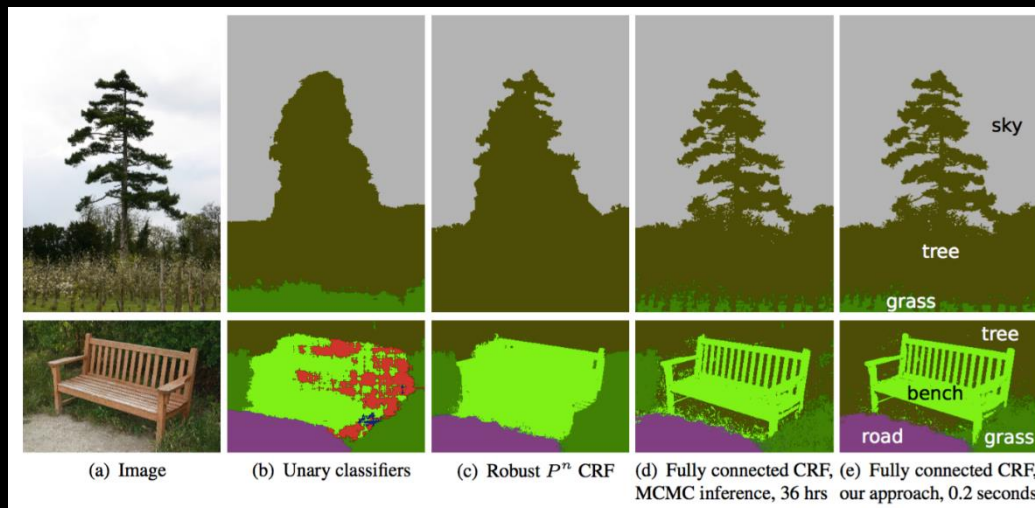 sky
tree
grass
tree
bench
road
grass
(a) Image
(b) Unary classifiers
(c) Robust Pⁿ CRF
(d) Fully connected CRF,
MCMC inference, 36 hrs
(e) Fully connected CRF,
our approach, 0.2 seconds